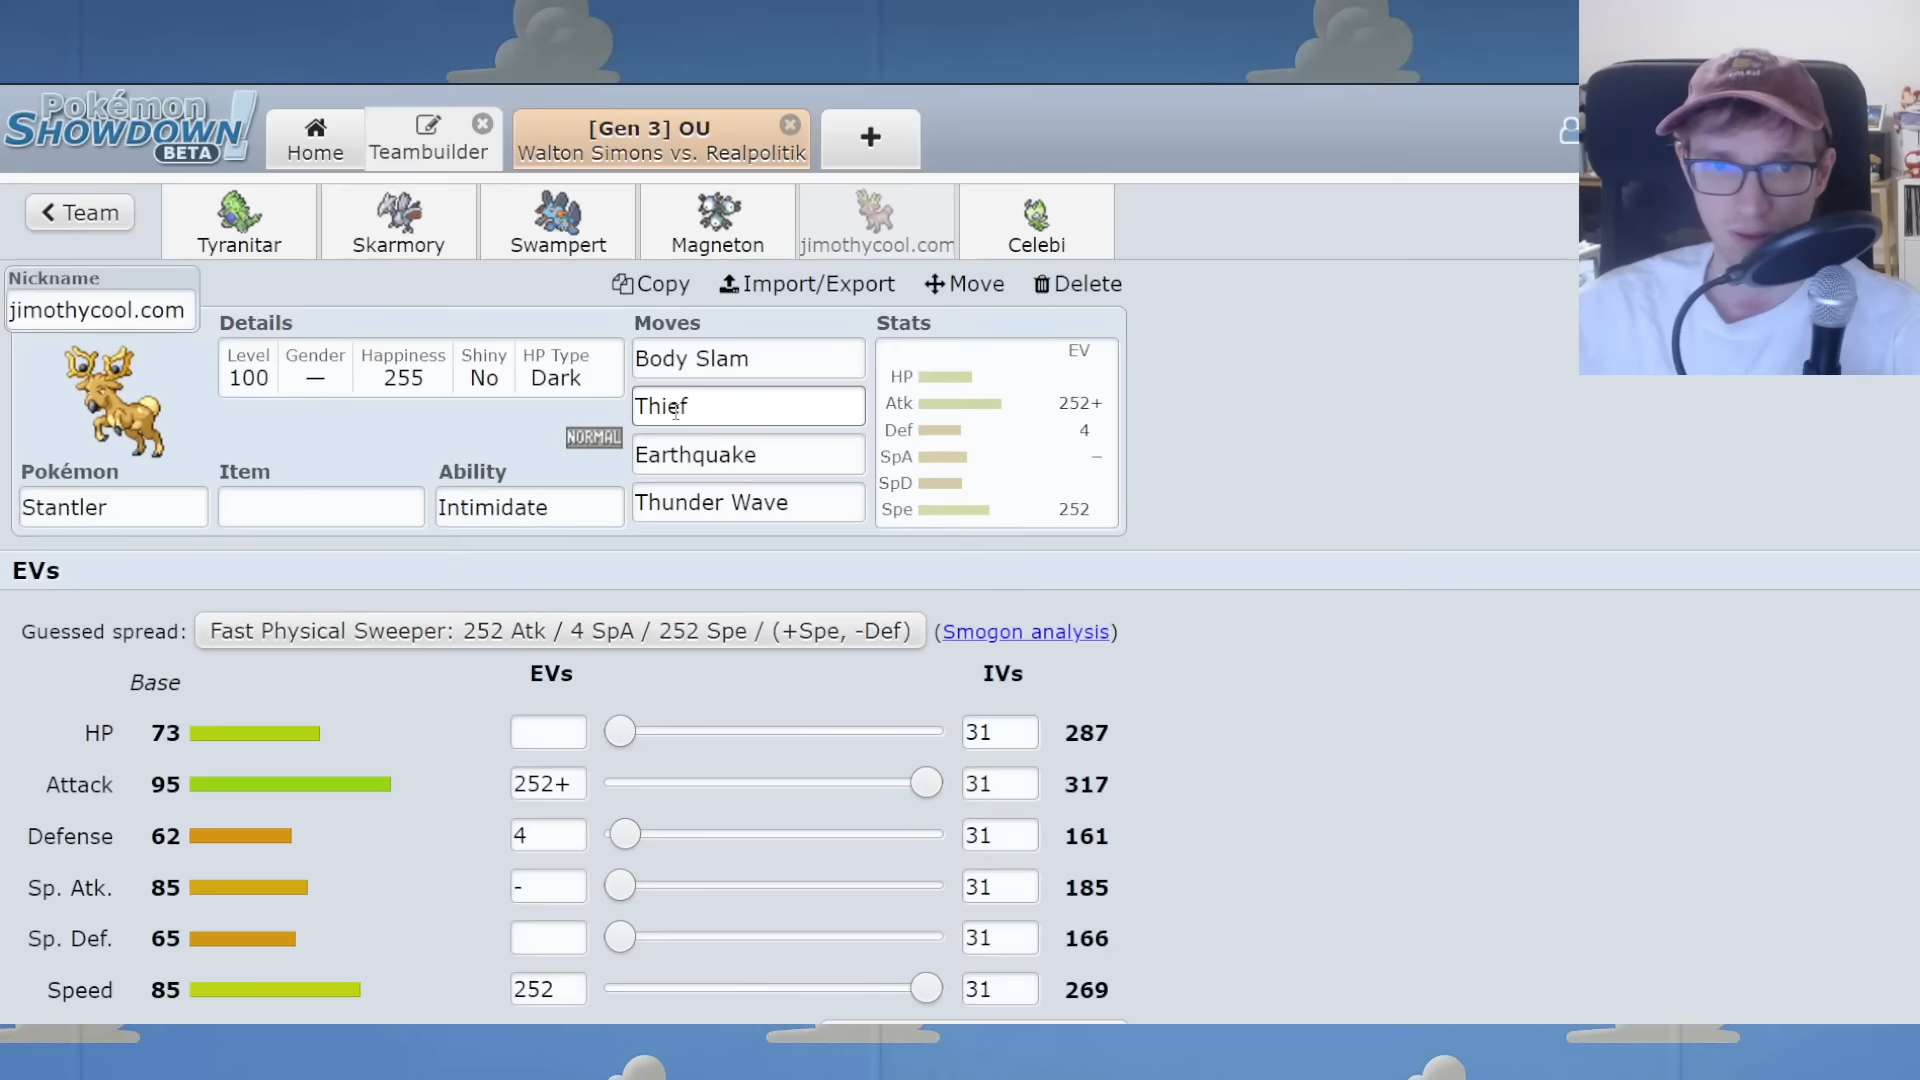 Pokémon
SHOWDOWN!
BETA
Home
Teambuilder
[Gen 3] OU
Walton Simons vs. Realpolitik
+
Team
Tyranitar
Skarmory
Swampert
Magneton
jimothycool.com
Celebi
Nickname
jimothycool.com
Copy
Import/Export
Move
Delete
Details
Level
100
Gender
—
Happiness
255
Shiny
No
HP Type
Dark
NORMAL
Pokémon
Stantler
Item
Ability
Intimidate
Moves
Body Slam
Thief
Earthquake
Thunder Wave
Stats
EV
HP
Atk 252+
Def 4
SpA –
SpD
Spe 252
EVs
Guessed spread: Fast Physical Sweeper: 252 Atk / 4 SpA / 252 Spe / (+Spe, -Def) (Smogon analysis)
Base EVs IVs
HP 73 31 287
Attack 95 252+ 31 317
Defense 62 4 31 161
Sp. Atk. 85 - 31 185
Sp. Def. 65 31 166
Speed 85 252 31 269